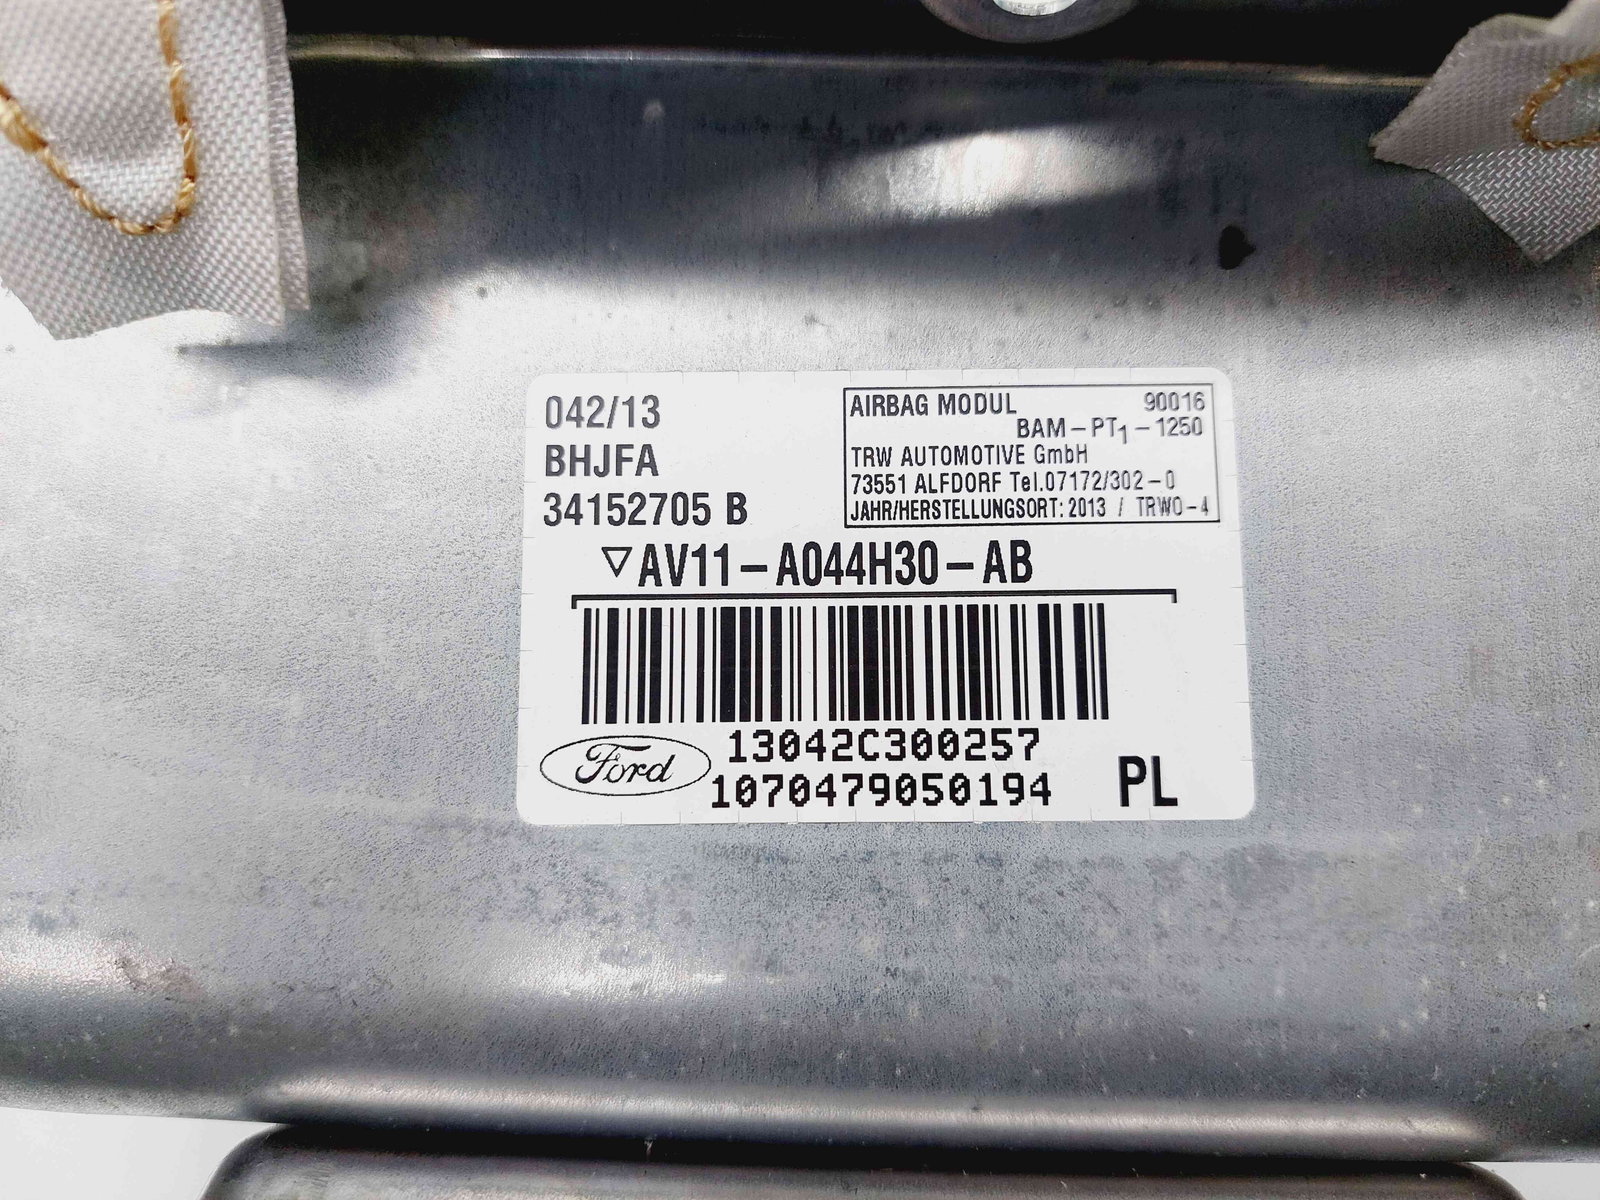 042/13
BHJFA
34152705 B
AIRBAG MODUL 90016
BAM-PT1-1250
TRW AUTOMOTIVE GmbH
73551 ALFDORF Tel.07172/302-0
JAHR/HERSTELLUNGSORT: 2013 / TRWO-4
▽AV11-A044H30-AB
13042C300257
Ford
1070479050194
PL